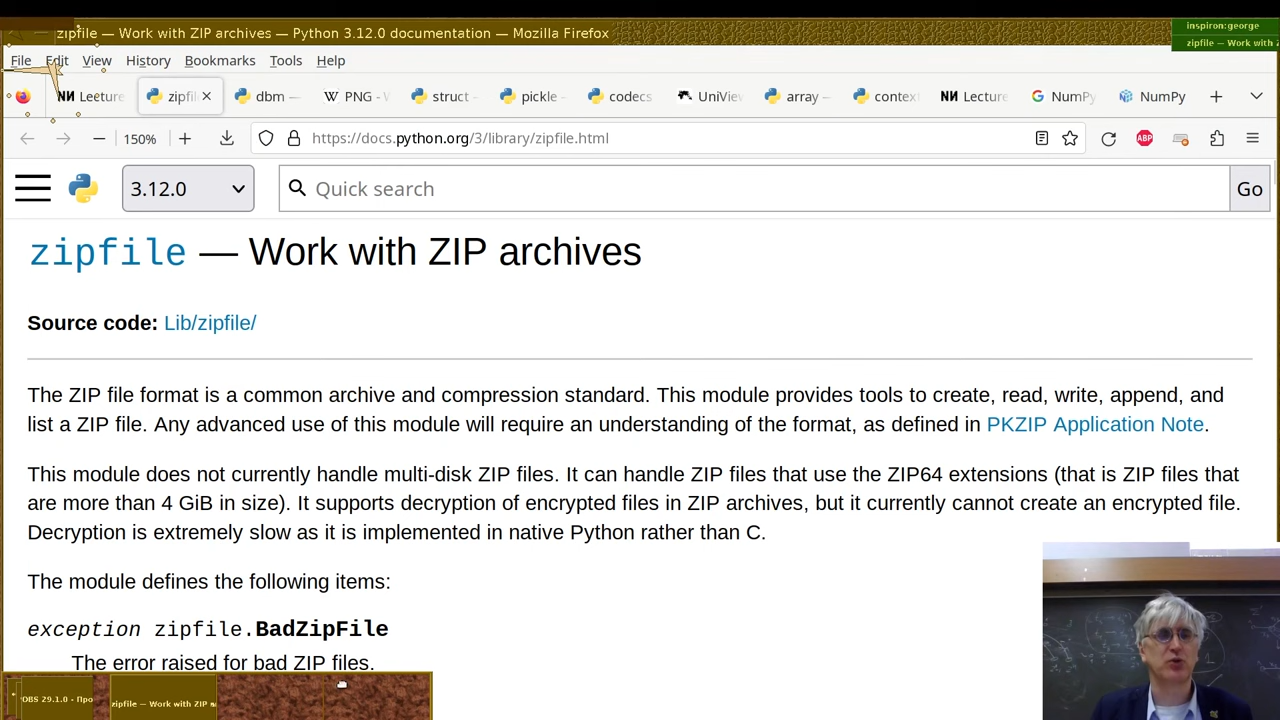 zipfile — Work with ZIP archives — Python 3.12.0 documentation — Mozilla Firefox
inspiron:george
zipfile — Work with
File Edit View History Bookmarks Tools Help
Lecture zipfil dbm — PNG - W struct - pickle - codecs UniVie array — context Lecture NumPy NumPy
150% https://docs.python.org/3/library/zipfile.html ABP
3.12.0 Quick search Go
zipfile — Work with ZIP archives
Source code: Lib/zipfile/
The ZIP file format is a common archive and compression standard. This module provides tools to create, read, write, append, and
list a ZIP file. Any advanced use of this module will require an understanding of the format, as defined in PKZIP Application Note.
This module does not currently handle multi-disk ZIP files. It can handle ZIP files that use the ZIP64 extensions (that is ZIP files that
are more than 4 GiB in size). It supports decryption of encrypted files in ZIP archives, but it currently cannot create an encrypted file.
Decryption is extremely slow as it is implemented in native Python rather than C.
The module defines the following items:
exception zipfile.BadZipFile
The error raised for bad ZIP files.
OBS 29.1.0 - Про
zipfile — Work with ZIP a